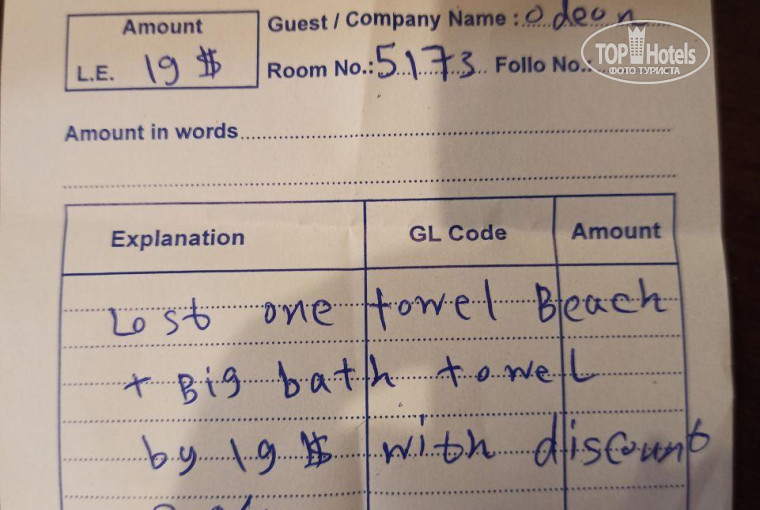 Amount
L.E. 19 $
Guest / Company Name : Odeon
Room No.: 5173 Follo No.:
TOP Hotels
ФОТО ТУРИСТА
Amount in words
Explanation GL Code Amount
Lost one towel Beach
+ Big bath towel
by 19 $ with discount